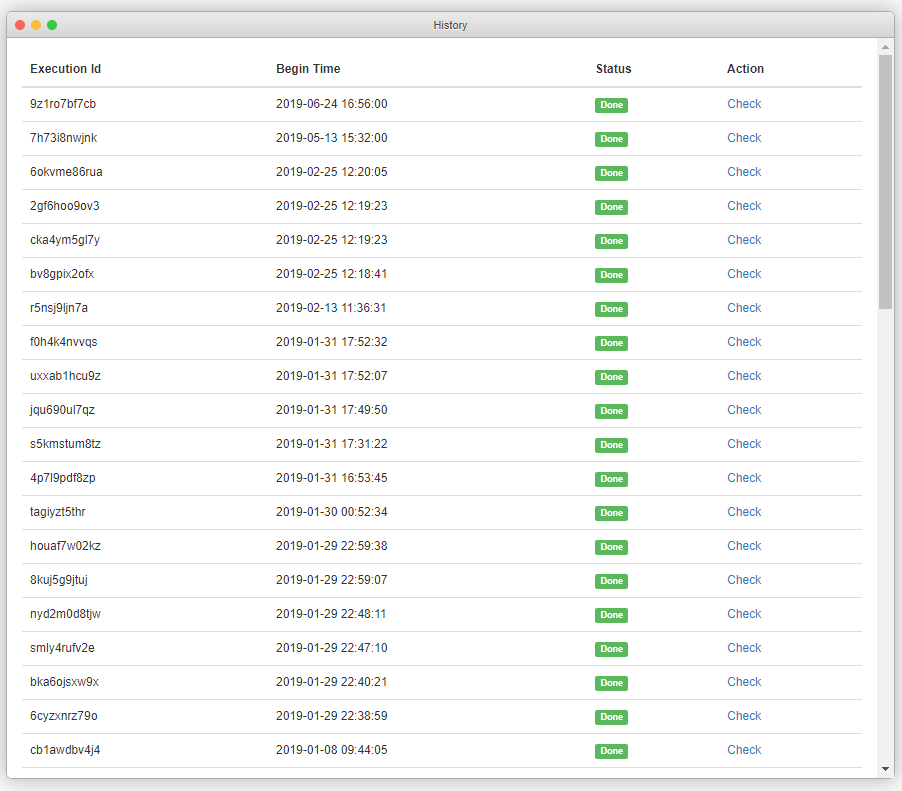 History
Execution Id Begin Time Status Action
9z1ro7bf7cb 2019-06-24 16:56:00 Done Check
7h73i8nwjnk 2019-05-13 15:32:00 Done Check
6okvme86rua 2019-02-25 12:20:05 Done Check
2gf6hoo9ov3 2019-02-25 12:19:23 Done Check
cka4ym5gl7y 2019-02-25 12:19:23 Done Check
bv8gpix2ofx 2019-02-25 12:18:41 Done Check
r5nsj9ljn7a 2019-02-13 11:36:31 Done Check
f0h4k4nvvqs 2019-01-31 17:52:32 Done Check
uxxab1hcu9z 2019-01-31 17:52:07 Done Check
jqu690ul7qz 2019-01-31 17:49:50 Done Check
s5kmstum8tz 2019-01-31 17:31:22 Done Check
4p7l9pdf8zp 2019-01-31 16:53:45 Done Check
tagiyzt5thr 2019-01-30 00:52:34 Done Check
houaf7w02kz 2019-01-29 22:59:38 Done Check
8kuj5g9jtuj 2019-01-29 22:59:07 Done Check
nyd2m0d8tjw 2019-01-29 22:48:11 Done Check
smly4rufv2e 2019-01-29 22:47:10 Done Check
bka6ojsxw9x 2019-01-29 22:40:21 Done Check
6cyzxnrz79o 2019-01-29 22:38:59 Done Check
cb1awdbv4j4 2019-01-08 09:44:05 Done Check